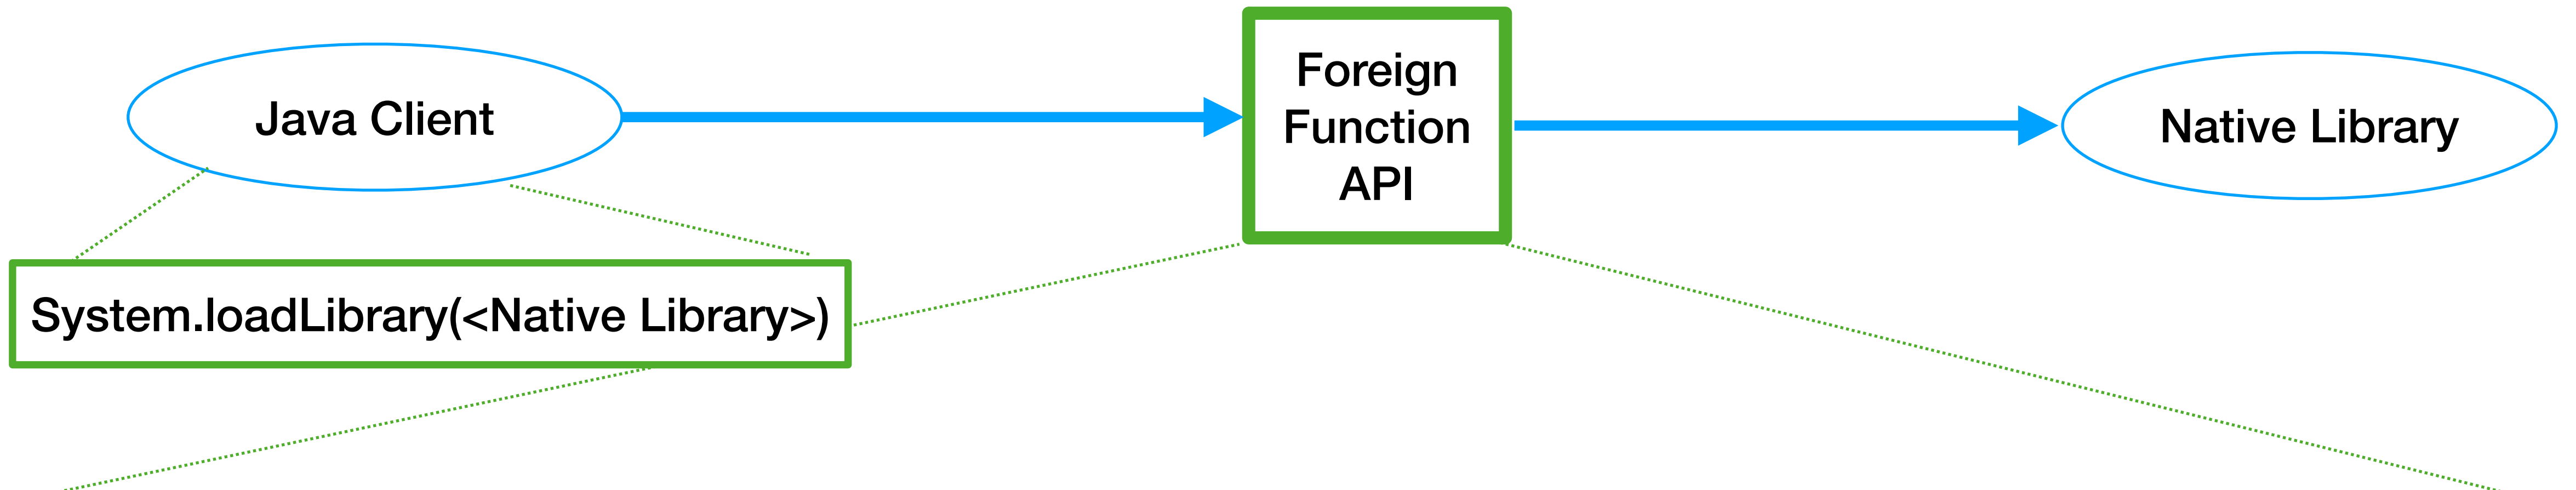 Java Client
Foreign
Function
API
Native Library
System.loadLibrary(<Native Library>)